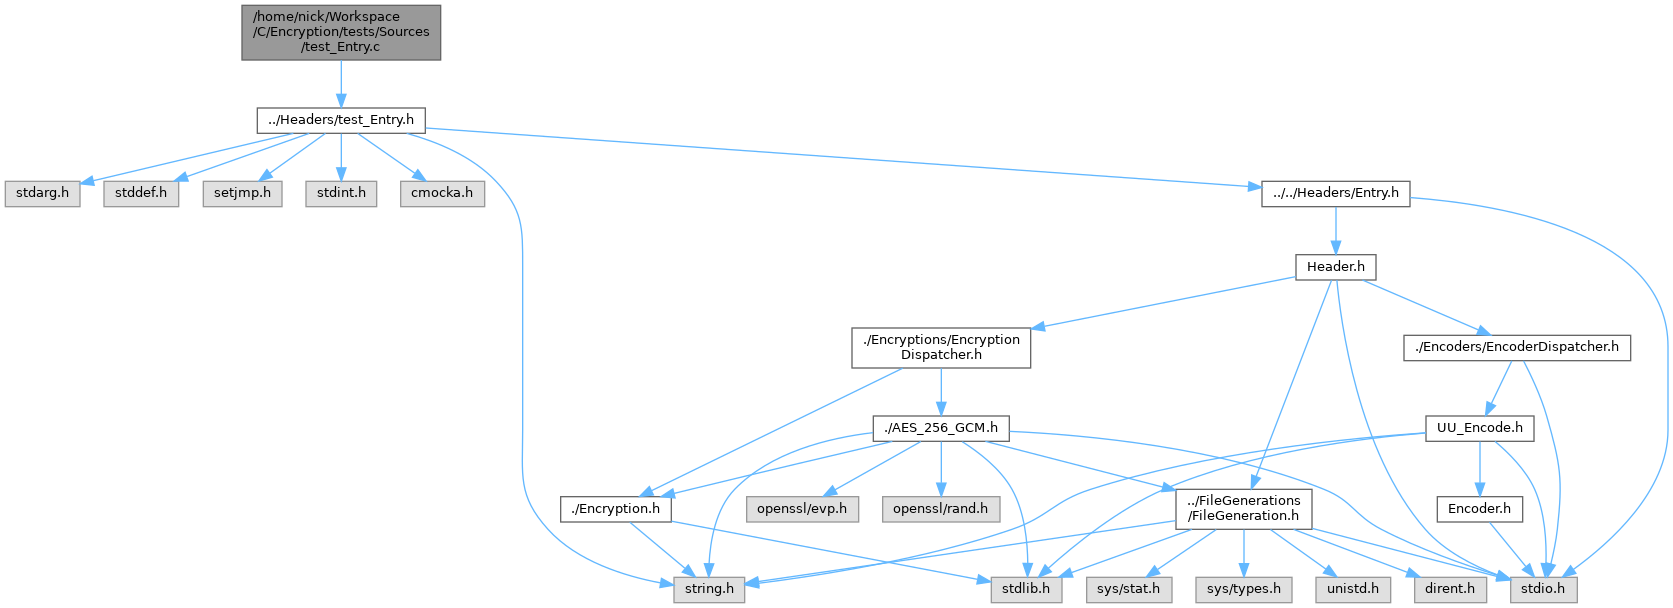 /home/nick/Workspace
/C/Encryption/tests/Sources
/test_Entry.c
../Headers/test_Entry.h
stdarg.h
stddef.h
setjmp.h
stdint.h
cmocka.h
../../Headers/Entry.h
Header.h
./Encryptions/Encryption
Dispatcher.h
./Encoders/EncoderDispatcher.h
./AES_256_GCM.h
UU_Encode.h
./Encryption.h
openssl/evp.h
openssl/rand.h
../FileGenerations
/FileGeneration.h
Encoder.h
string.h
stdlib.h
sys/stat.h
sys/types.h
unistd.h
dirent.h
stdio.h